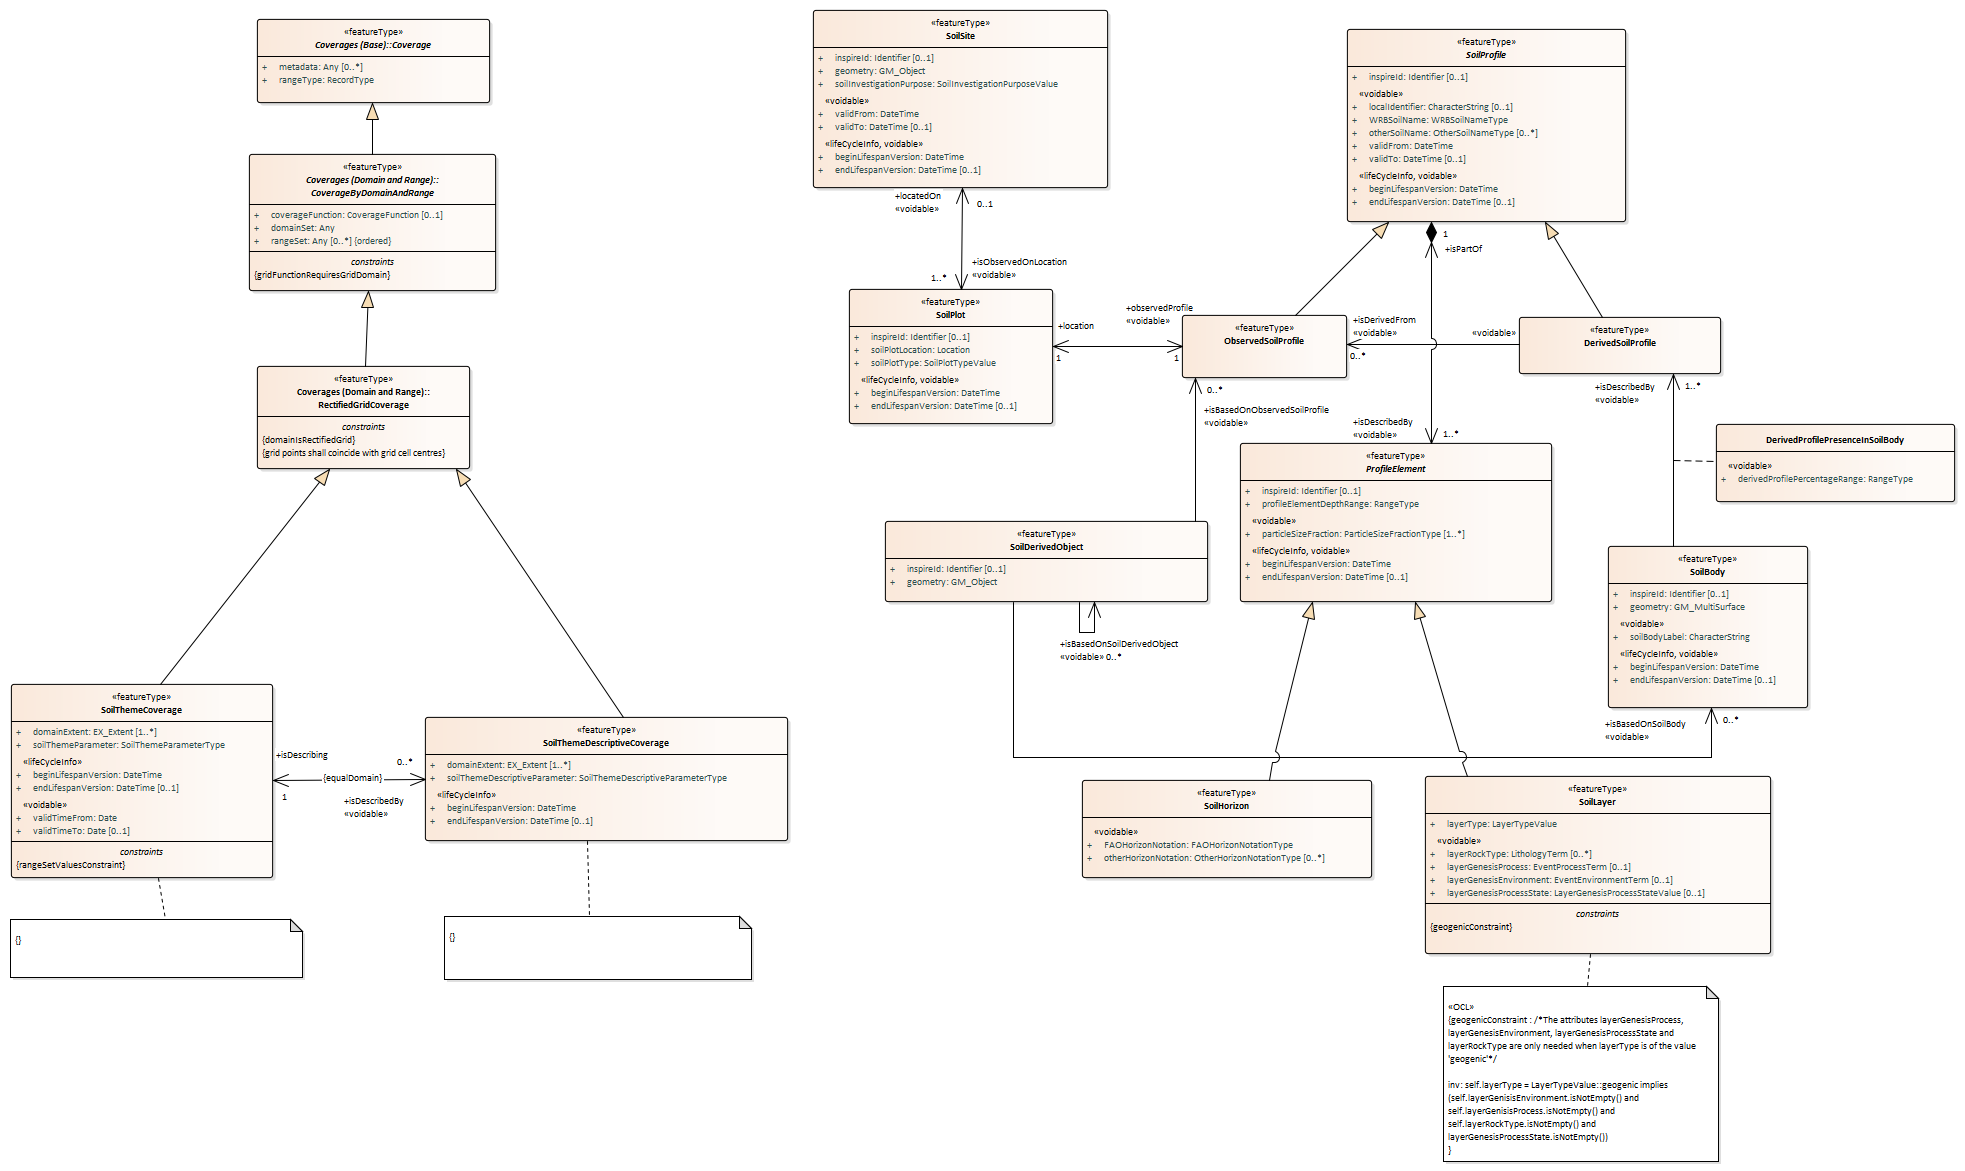 «featureType»
Coverages (Base)::Coverage
+ metadata: Any [0..*]
+ rangeType: RecordType
«featureType»
Coverages (Domain and Range)::
CoverageByDomainAndRange
+ coverageFunction: CoverageFunction [0..1]
+ domainSet: Any
+ rangeSet: Any [0..*] {ordered}
constraints
{gridFunctionRequiresGridDomain}
«featureType»
Coverages (Domain and Range)::
RectifiedGridCoverage
constraints
{domainIsRectifiedGrid}
{grid points shall coincide with grid cell centres}
«featureType»
SoilThemeCoverage
+ domainExtent: EX_Extent [1..*]
+ soilThemeParameter: SoilThemeParameterType
«lifeCycleInfo»
+ beginLifespanVersion: DateTime
+ endLifespanVersion: DateTime [0..1]
«voidable»
+ validTimeFrom: Date
+ validTimeTo: Date [0..1]
constraints
{rangeSetValuesConstraint}
{}
+isDescribing
1
{equalDomain}
0..*
+isDescribedBy
«voidable»
«featureType»
SoilThemeDescriptiveCoverage
+ domainExtent: EX_Extent [1..*]
+ soilThemeDescriptiveParameter: SoilThemeDescriptiveParameterType
«lifeCycleInfo»
+ beginLifespanVersion: DateTime
+ endLifespanVersion: DateTime [0..1]
{}
«featureType»
SoilSite
+ inspireId: Identifier [0..1]
+ geometry: GM_Object
+ soilInvestigationPurpose: SoilInvestigationPurposeValue
«voidable»
+ validFrom: DateTime
+ validTo: DateTime [0..1]
«lifeCycleInfo, voidable»
+ beginLifespanVersion: DateTime
+ endLifespanVersion: DateTime [0..1]
+locatedOn
«voidable»
0..1
+isObservedOnLocation
«voidable»
1..*
«featureType»
SoilPlot
+ inspireId: Identifier [0..1]
+ soilPlotLocation: Location
+ soilPlotType: SoilPlotTypeValue
«lifeCycleInfo, voidable»
+ beginLifespanVersion: DateTime
+ endLifespanVersion: DateTime [0..1]
+location
1
+observedProfile
«voidable»
1
«featureType»
ObservedSoilProfile
«featureType»
SoilProfile
+ inspireId: Identifier [0..1]
«voidable»
+ localIdentifier: CharacterString [0..1]
+ WRBSoilName: WRBSoilNameType
+ otherSoilName: OtherSoilNameType [0..*]
+ validFrom: DateTime
+ validTo: DateTime [0..1]
«lifeCycleInfo, voidable»
+ beginLifespanVersion: DateTime
+ endLifespanVersion: DateTime [0..1]
1
+isPartOf
+isDerivedFrom
«voidable»
0..*
«voidable»
«featureType»
DerivedSoilProfile
+isDescribedBy
«voidable»
1..*
DerivedProfilePresenceInSoilBody
«voidable»
+ derivedProfilePercentageRange: RangeType
0..*
+isBasedOnObservedSoilProfile
«voidable»
+isDescribedBy
«voidable»
1..*
«featureType»
ProfileElement
+ inspireId: Identifier [0..1]
+ profileElementDepthRange: RangeType
«voidable»
+ particleSizeFraction: ParticleSizeFractionType [1..*]
«lifeCycleInfo, voidable»
+ beginLifespanVersion: DateTime
+ endLifespanVersion: DateTime [0..1]
«featureType»
SoilDerivedObject
+ inspireId: Identifier [0..1]
+ geometry: GM_Object
+isBasedOnSoilDerivedObject
«voidable» 0..*
«featureType»
SoilBody
+ inspireId: Identifier [0..1]
+ geometry: GM_MultiSurface
«voidable»
+ soilBodyLabel: CharacterString
«lifeCycleInfo, voidable»
+ beginLifespanVersion: DateTime
+ endLifespanVersion: DateTime [0..1]
+isBasedOnSoilBody
«voidable»
0..*
«featureType»
SoilHorizon
«voidable»
+ FAOHorizonNotation: FAOHorizonNotationType
+ otherHorizonNotation: OtherHorizonNotationType [0..*]
«featureType»
SoilLayer
+ layerType: LayerTypeValue
«voidable»
+ layerRockType: LithologyTerm [0..*]
+ layerGenesisProcess: EventProcessTerm [0..1]
+ layerGenesisEnvironment: EventEnvironmentTerm [0..1]
+ layerGenesisProcessState: LayerGenesisProcessStateValue [0..1]
constraints
{geogenicConstraint}
«OCL»
{geogenicConstraint : /*The attributes layerGenesisProcess,
layerGenesisEnvironment, layerGenesisProcessState and
layerRockType are only needed when layerType is of the value
'geogenic'*/
inv: self.layerType = LayerTypeValue::geogenic implies
(self.layerGenisisEnvironment.isNotEmpty() and
self.layerGenisisProcess.isNotEmpty() and
self.layerRockType.isNotEmpty() and
layerGenesisProcessState.isNotEmpty())
}